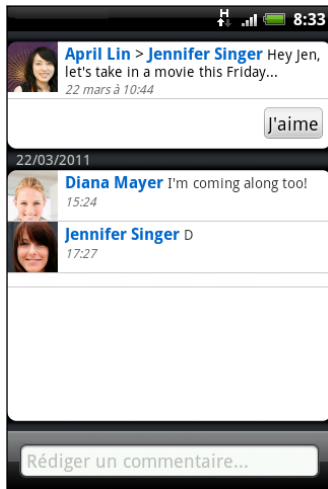 H 8:33
April Lin > Jennifer Singer Hey Jen,
let's take in a movie this Friday...
22 mars à 10:44
J'aime
22/03/2011
Diana Mayer I'm coming along too!
15:24
Jennifer Singer D
17:27
Rédiger un commentaire...